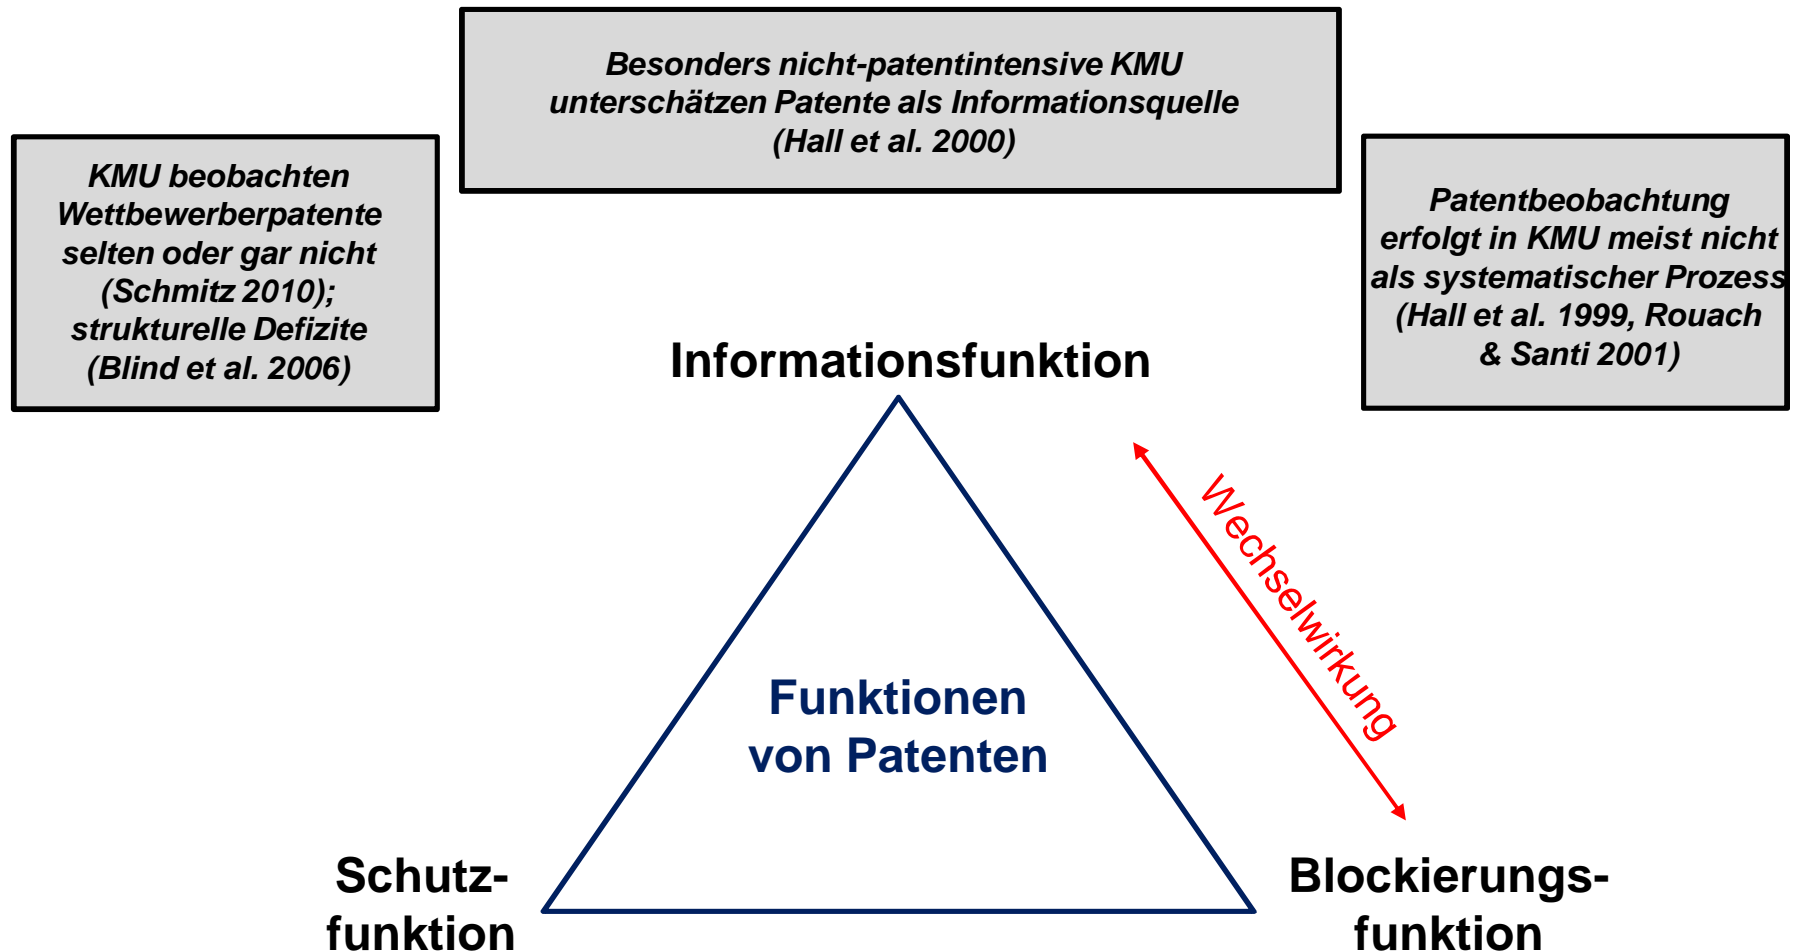 Besonders nicht-patentintensive KMU
unterschätzen Patente als Informationsquelle
(Hall et al. 2000)
KMU beobachten
Wettbewerberpatente
selten oder gar nicht
(Schmitz 2010);
strukturelle Defizite
(Blind et al. 2006)
Patentbeobachtung
erfolgt in KMU meist nicht
als systematischer Prozess
(Hall et al. 1999, Rouach
& Santi 2001)
Informationsfunktion
Wechselwirkung
Funktionen
von Patenten
Schutz-
funktion
Blockierungs-
funktion